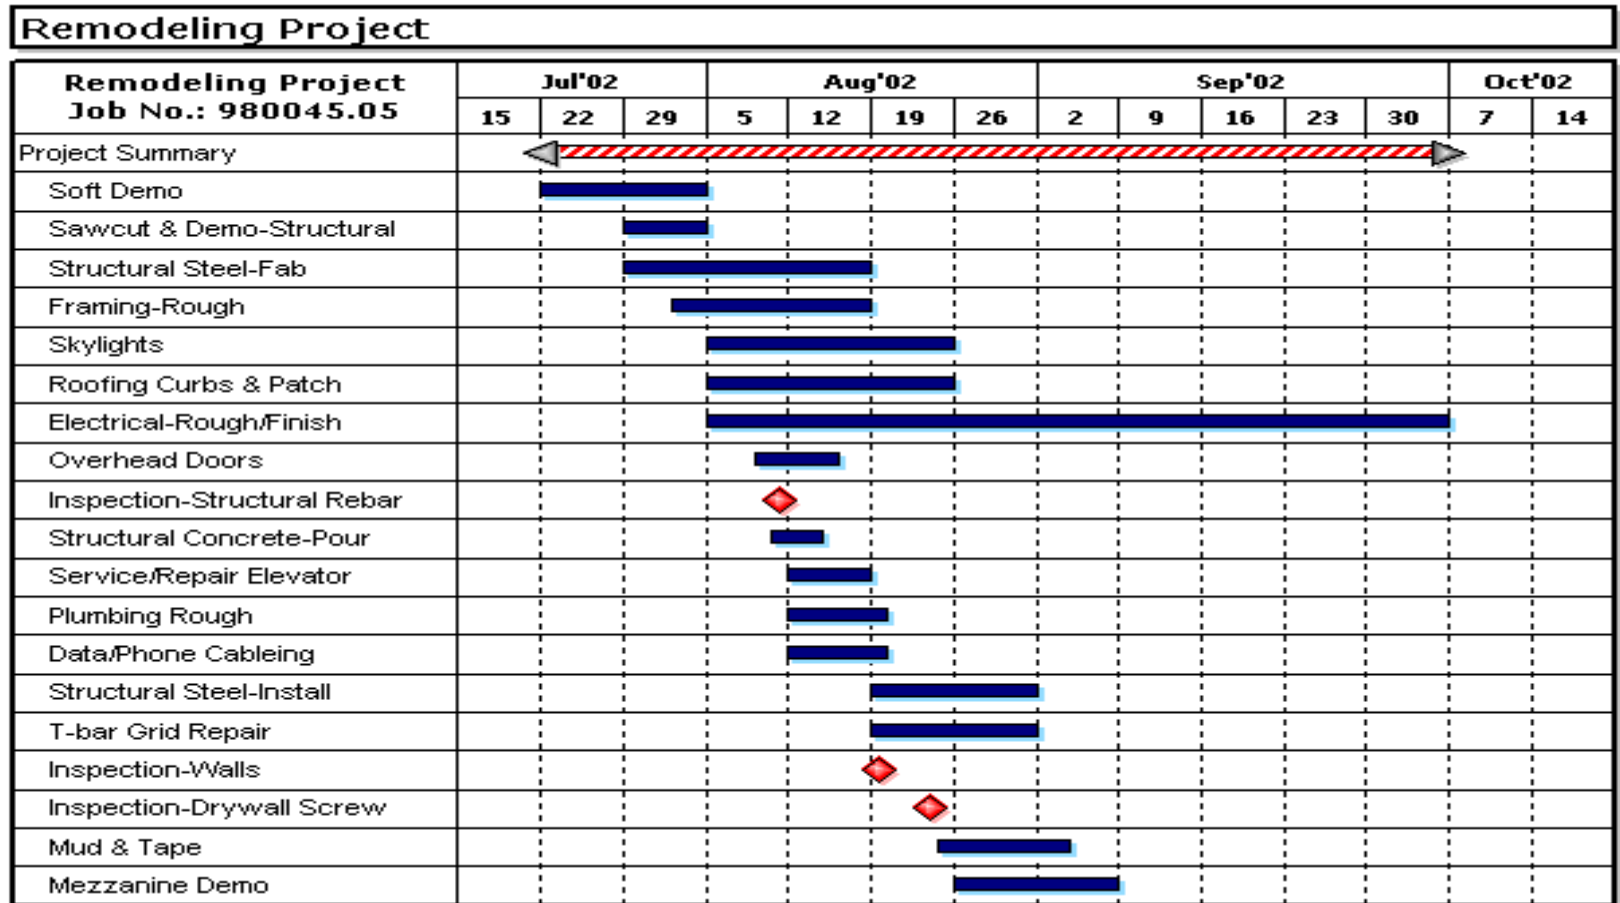 Remodeling Project
Remodeling Project
Job No.: 980045.05
Jul'02 Aug'02 Sep'02 Oct'02
15 22 29 5 12 19 26 2 9 16 23 30 7 14
Project Summary
Soft Demo
Sawcut & Demo-Structural
Structural Steel-Fab
Framing-Rough
Skylights
Roofing Curbs & Patch
Electrical-Rough/Finish
Overhead Doors
Inspection-Structural Rebar
Structural Concrete-Pour
Service/Repair Elevator
Plumbing Rough
Data/Phone Cableing
Structural Steel-Install
T-bar Grid Repair
Inspection-Walls
Inspection-Drywall Screw
Mud & Tape
Mezzanine Demo